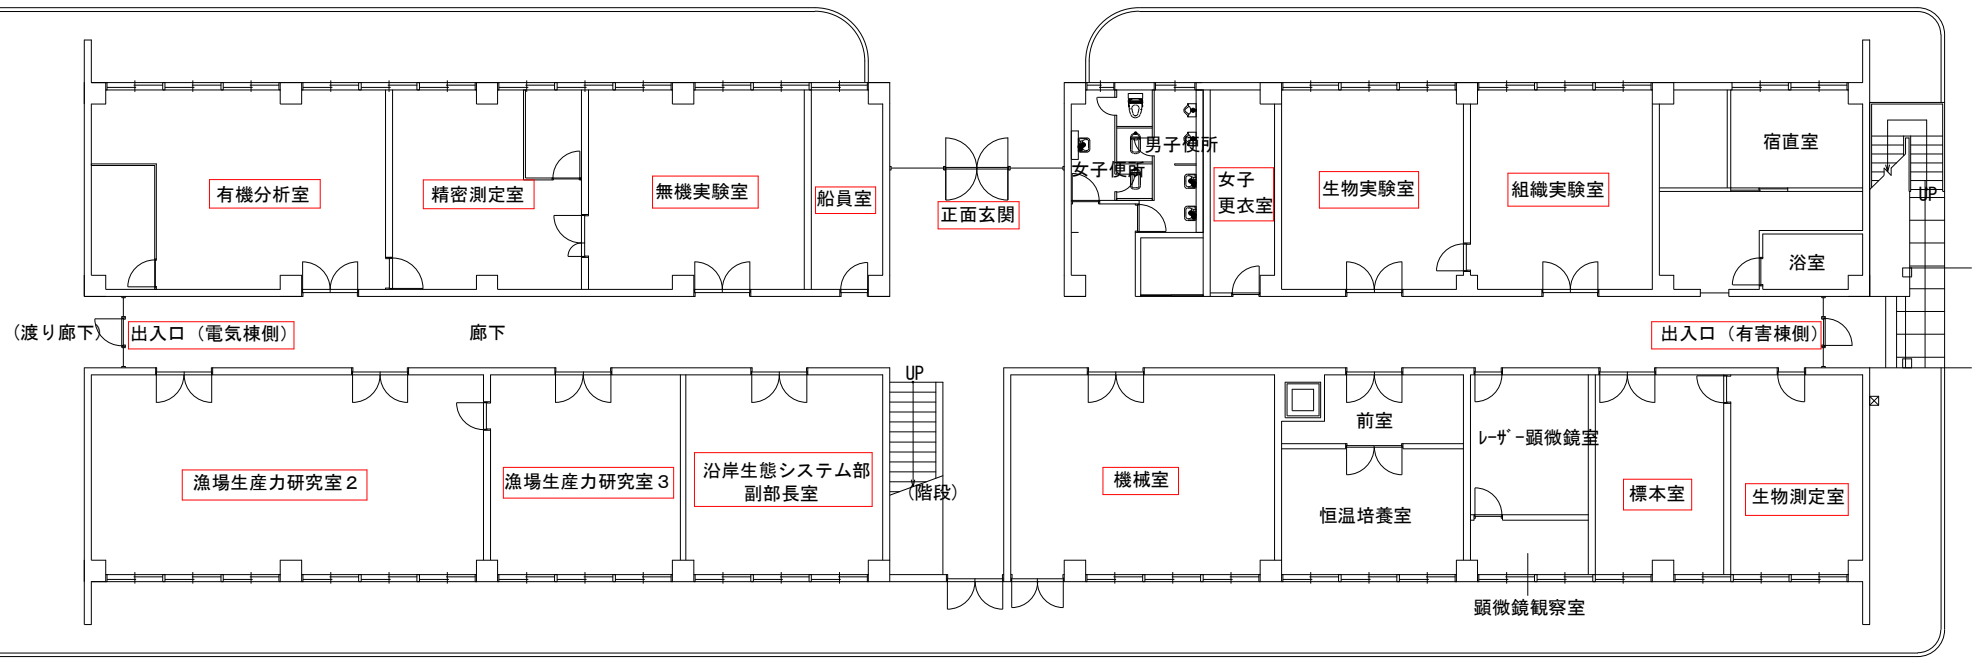 宿直室
男子便所
女子便所
有機分析室
精密測定室
無機実験室
船員室
正面玄関
女子
更衣室
生物実験室
組織実験室
UP
浴室
(渡り廊下)
出入口（電気棟側）
廊下
出入口（有害棟側）
UP
前室
ﾚｰｻﾞｰ顕微鏡室
漁場生産力研究室２
漁場生産力研究室３
沿岸生態システム部
副部長室
(階段)
機械室
恒温培養室
標本室
生物測定室
顕微鏡観察室